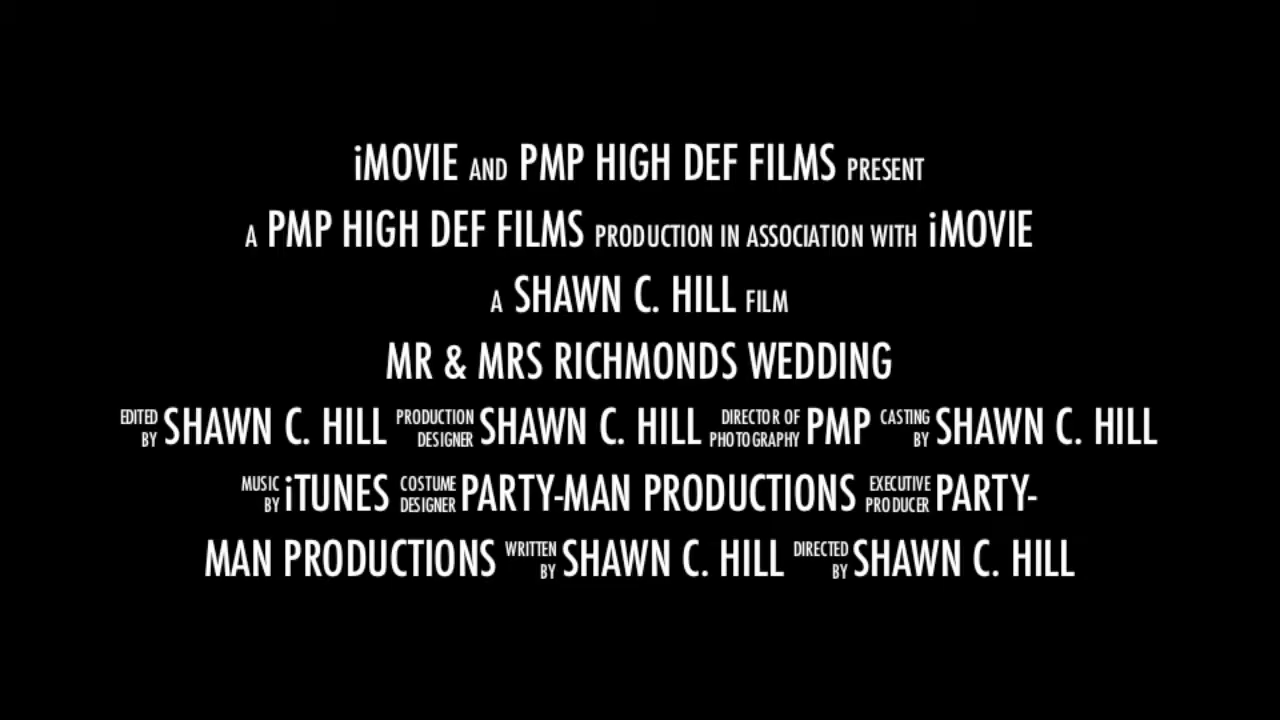 iMOVIE AND PMP HIGH DEF FILMS PRESENT
A PMP HIGH DEF FILMS PRODUCTION IN ASSOCIATION WITH iMOVIE
A SHAWN C. HILL FILM
MR & MRS RICHMONDS WEDDING
EDITED BY SHAWN C. HILL PRODUCTION DESIGNER SHAWN C. HILL DIRECTOR OF PHOTOGRAPHY PMP CASTING BY SHAWN C. HILL
MUSIC BY iTUNES COSTUME DESIGNER PARTY-MAN PRODUCTIONS EXECUTIVE PRODUCER PARTY-
MAN PRODUCTIONS WRITTEN BY SHAWN C. HILL DIRECTED BY SHAWN C. HILL